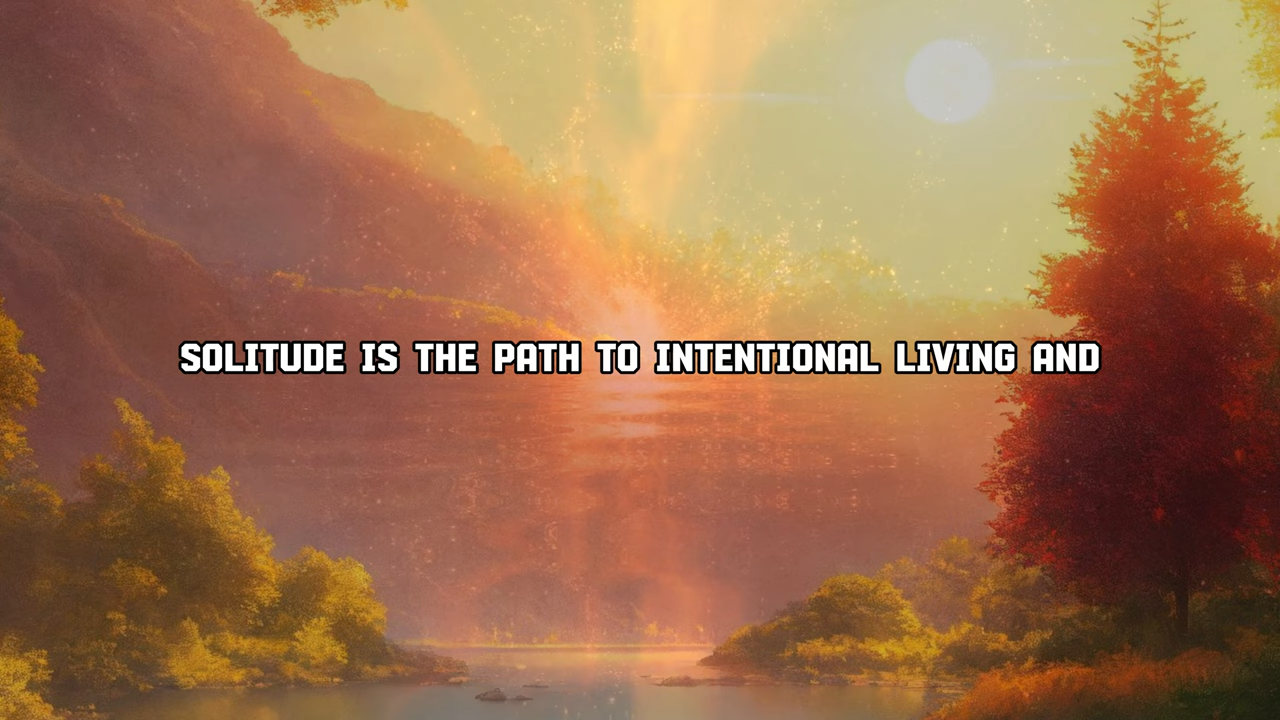 SOLITUDE IS THE PATH TO INTENTIONAL LIVING AND